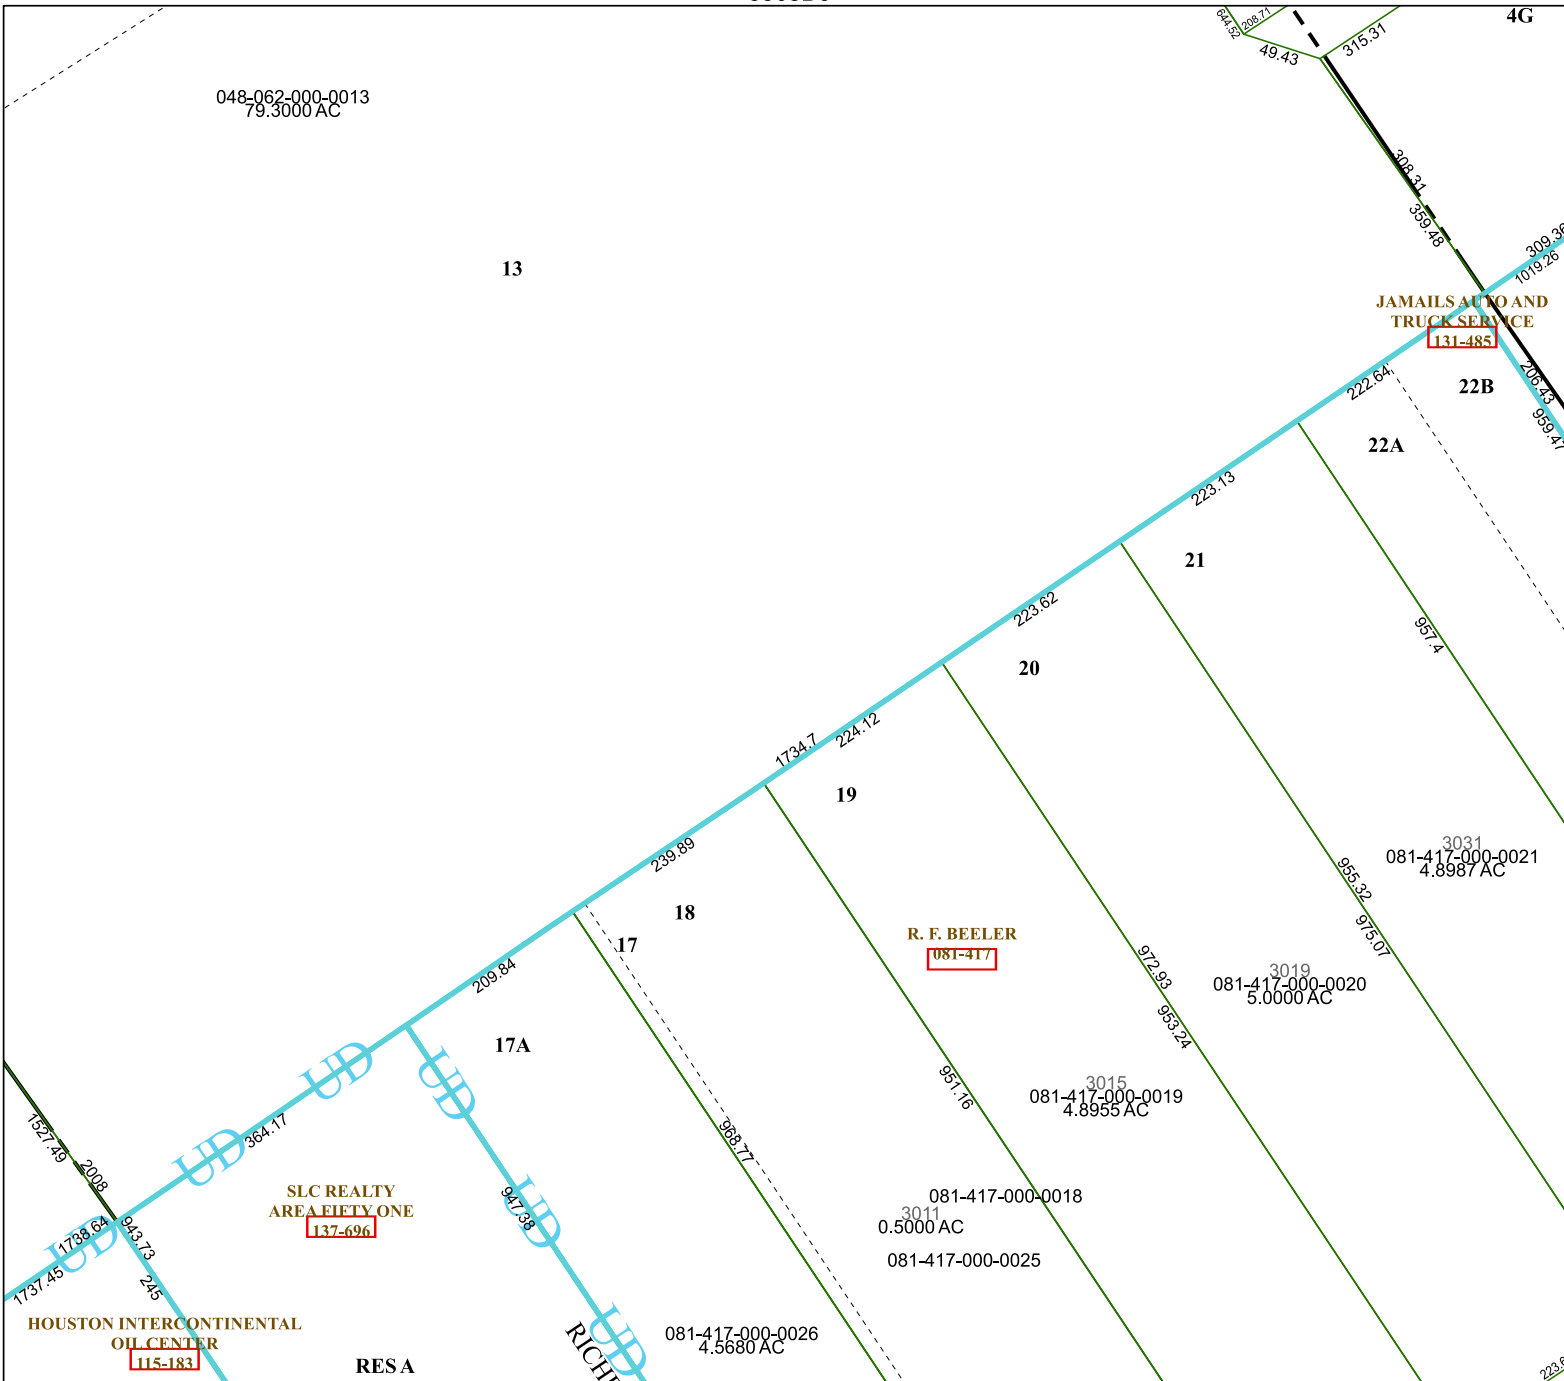 4G
644.52
208.71
49.43
315.31
048-062-000-0013
79.3000 AC
308.31
359.48
13
309.36
1019.26
JAMAILS AUTO AND
TRUCK SERVICE
131-485
206.43
959.47
222.64
22B
22A
223.13
21
223.62
957.4
20
1734.7
224.12
19
239.89
3031
081-417-000-0021
4.8987 AC
955.32
975.07
18
17
R. F. BEELER
081-417
972.93
953.24
3019
081-417-000-0020
5.0000 AC
209.84
17A
UD
UD
364.17
951.16
3015
081-417-000-0019
4.8955 AC
1527.49
2008
UD
968.77
SLC REALTY
AREA FIFTY ONE
137-696
947.38
UD
081-417-000-0018
3011
0.5000 AC
081-417-000-0025
1738.64
943.73
UD
1737.45
245
HOUSTON INTERCONTINENTAL
OIL CENTER
115-183
RES A
UD
081-417-000-0026
4.5680 AC